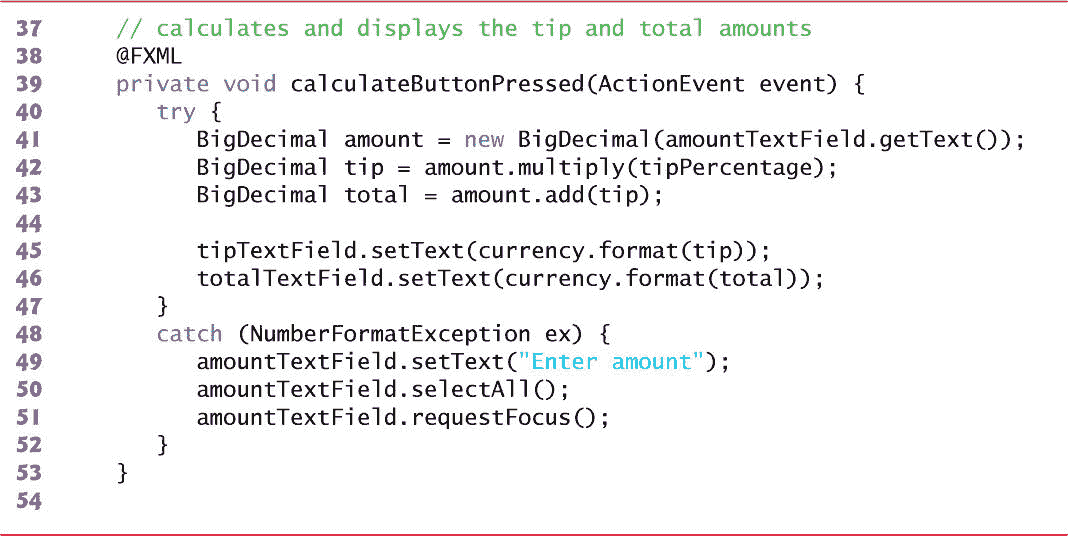 37 // calculates and displays the tip and total amounts
38 @FXML
39 private void calculateButtonPressed(ActionEvent event) {
40 try {
41 BigDecimal amount = new BigDecimal(amountTextField.getText());
42 BigDecimal tip = amount.multiply(tipPercentage);
43 BigDecimal total = amount.add(tip);
44
45 tipTextField.setText(currency.format(tip));
46 totalTextField.setText(currency.format(total));
47 }
48 catch (NumberFormatException ex) {
49 amountTextField.setText("Enter amount");
50 amountTextField.selectAll();
51 amountTextField.requestFocus();
52 }
53 }
54